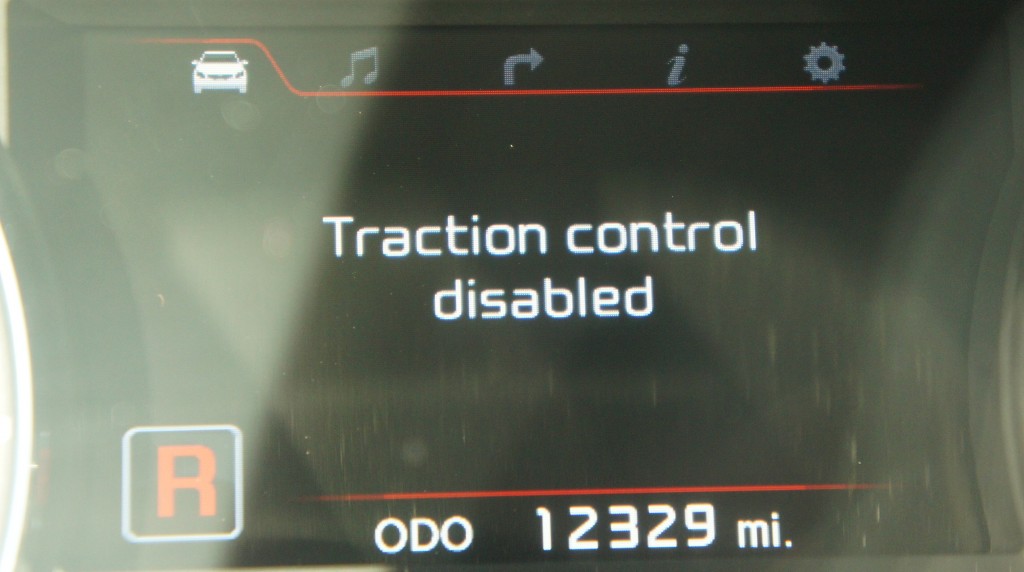 Traction control
disabled
R
ODO 12329 mi.